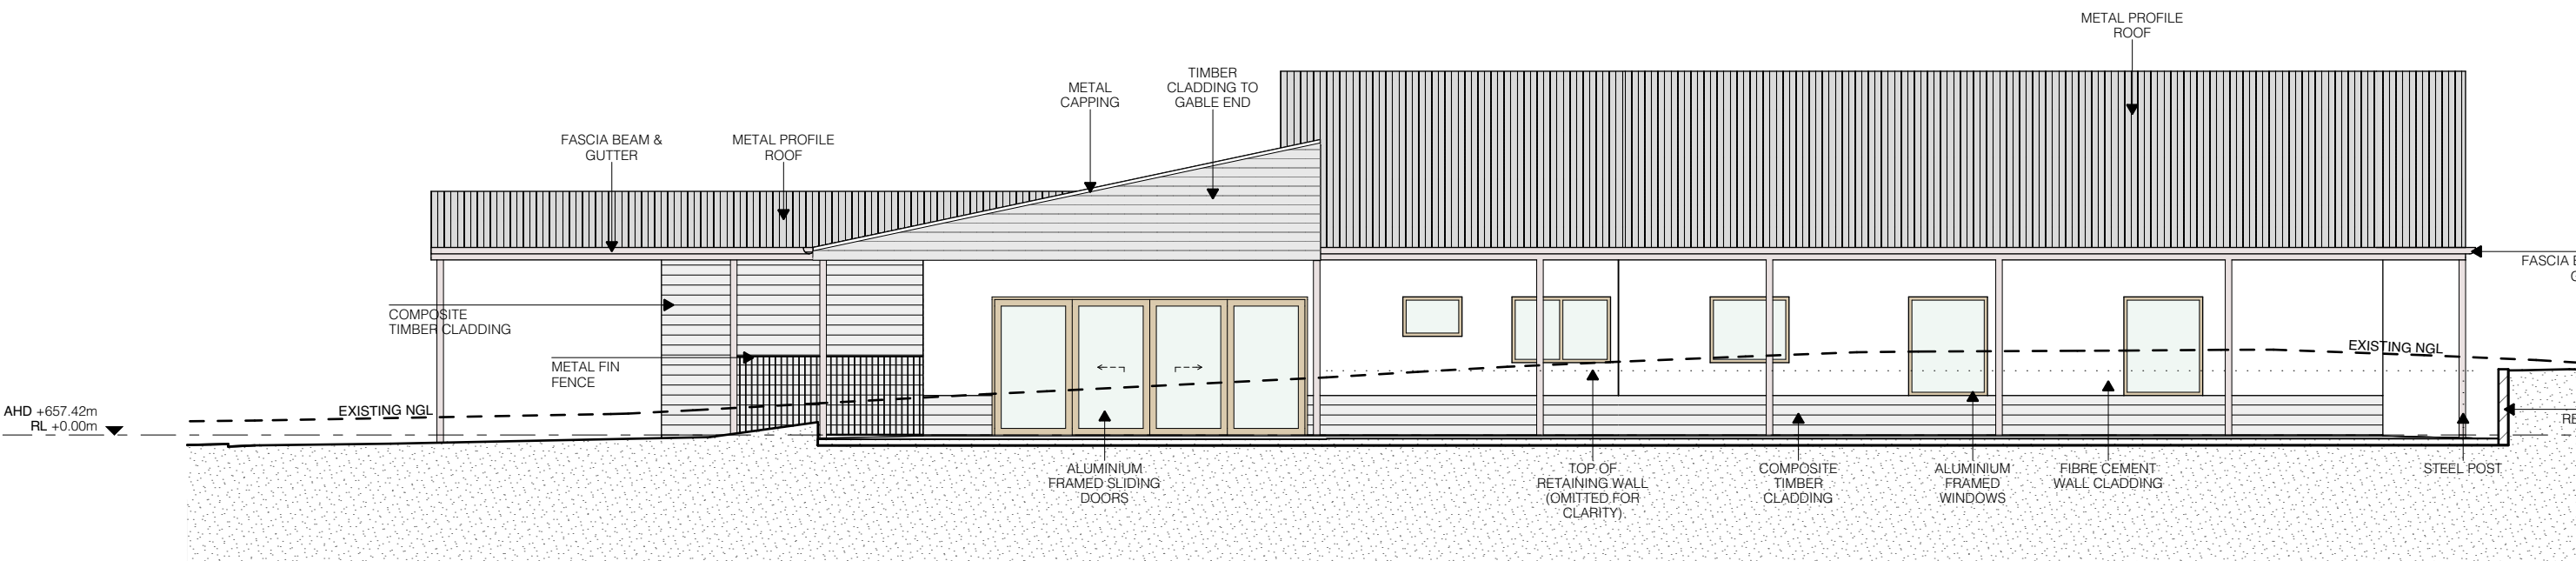 METAL PROFILE
ROOF
TIMBER
CLADDING TO
GABLE END
METAL
CAPPING
FASCIA BEAM &
GUTTER
METAL PROFILE
ROOF
COMPOSITE
TIMBER CLADDING
METAL FIN
FENCE
EXISTING NGL
EXISTING NGL
AHD +657.42m
RL +0.00m
ALUMINIUM
FRAMED SLIDING
DOORS
TOP OF
RETAINING WALL
(OMITTED FOR
CLARITY)
COMPOSITE
TIMBER
CLADDING
ALUMINIUM
FRAMED
WINDOWS
FIBRE CEMENT
WALL CLADDING
STEEL POST
FASCIA